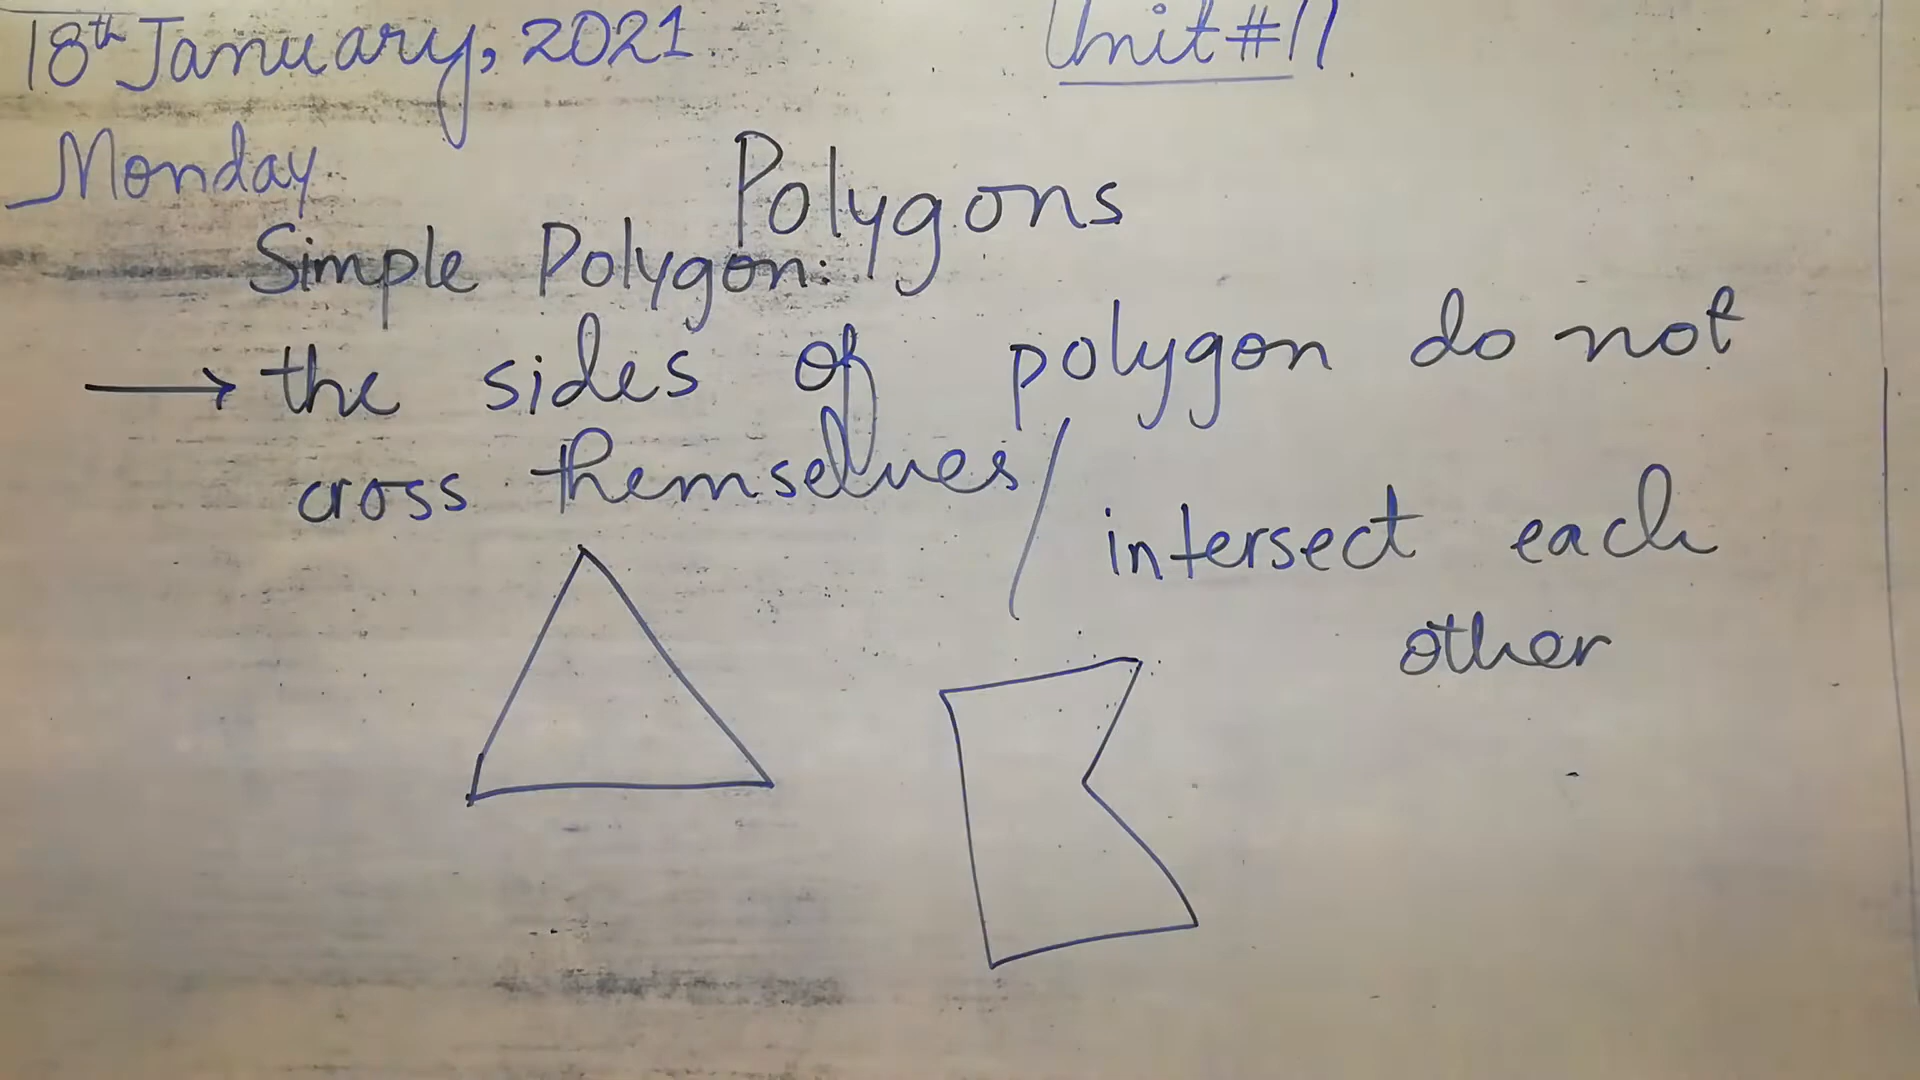 18th January, 2021
Unit #11
Monday
Polygons
Simple Polygon:
→ the sides of polygon do not
cross themselves/
intersect each
other